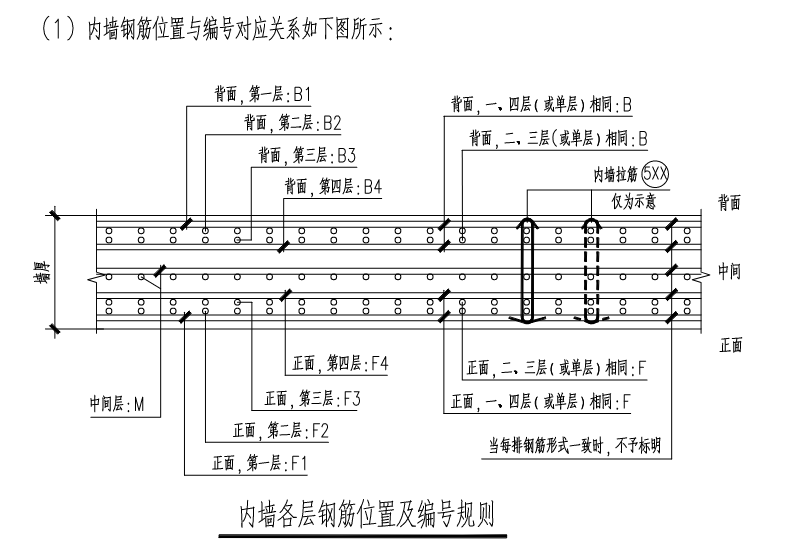 (1) 内墙钢筋位置与编号对应关系如下图所示:
背面,第一层:B1
背面,第二层:B2
背面,第三层:B3
背面,第四层:B4
背面,一、四层(或单层)相同:B
背面,二、三层(或单层)相同:B
内墙拉筋 5XX
仅为示意
背面
墙厚
中间
正面
正面,第四层:F4
正面,第三层:F3
中间层:M
正面,第二层:F2
正面,第一层:F1
正面,二、三层(或单层)相同:F
正面,一、四层(或单层)相同:F
当每排钢筋形式一致时,不予标明
内墙各层钢筋位置及编号规则